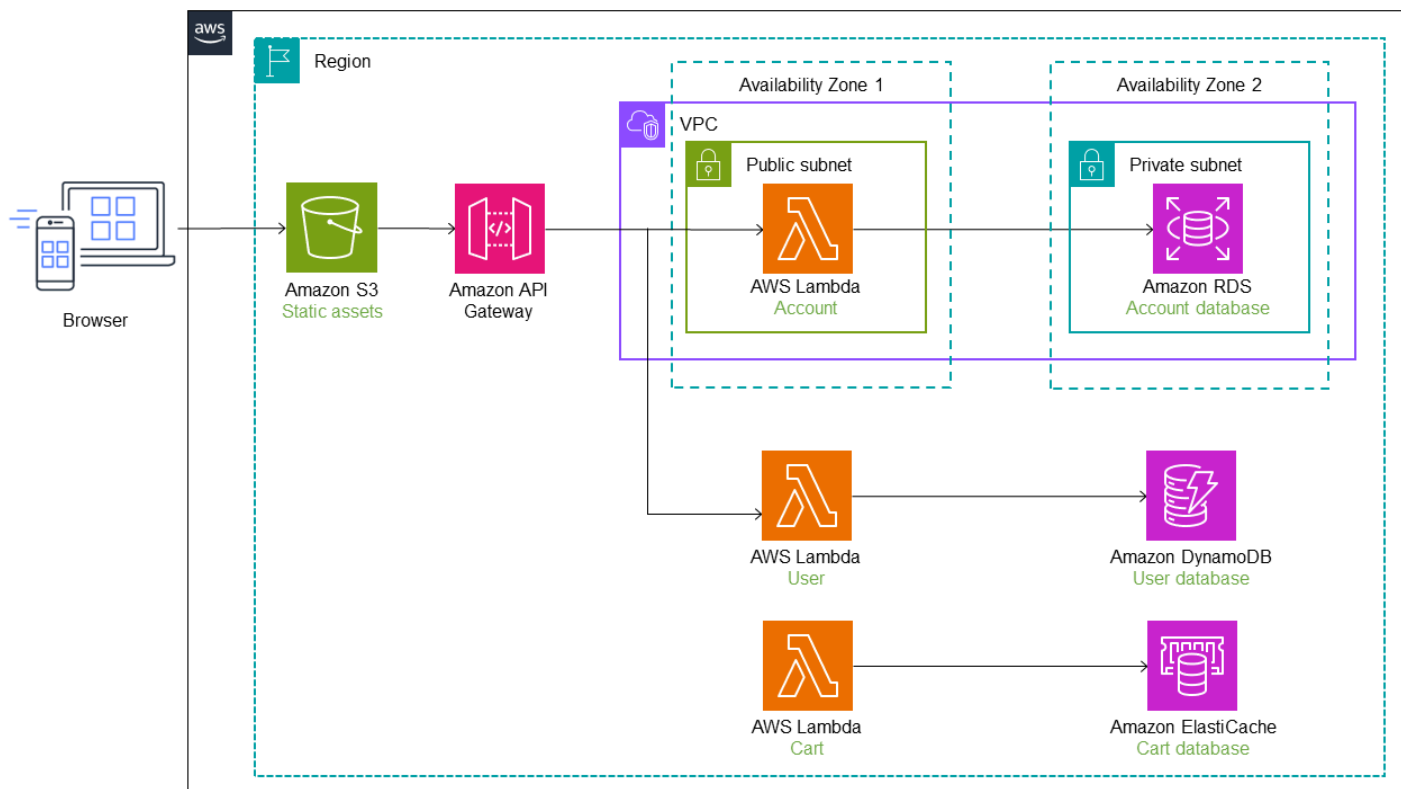 aws
Region
Availability Zone 1
Availability Zone 2
VPC
Public subnet
Private subnet
Browser
Amazon S3
Static assets
Amazon API
Gateway
AWS Lambda
Account
Amazon RDS
Account database
AWS Lambda
User
Amazon DynamoDB
User database
AWS Lambda
Cart
Amazon ElastiCache
Cart database